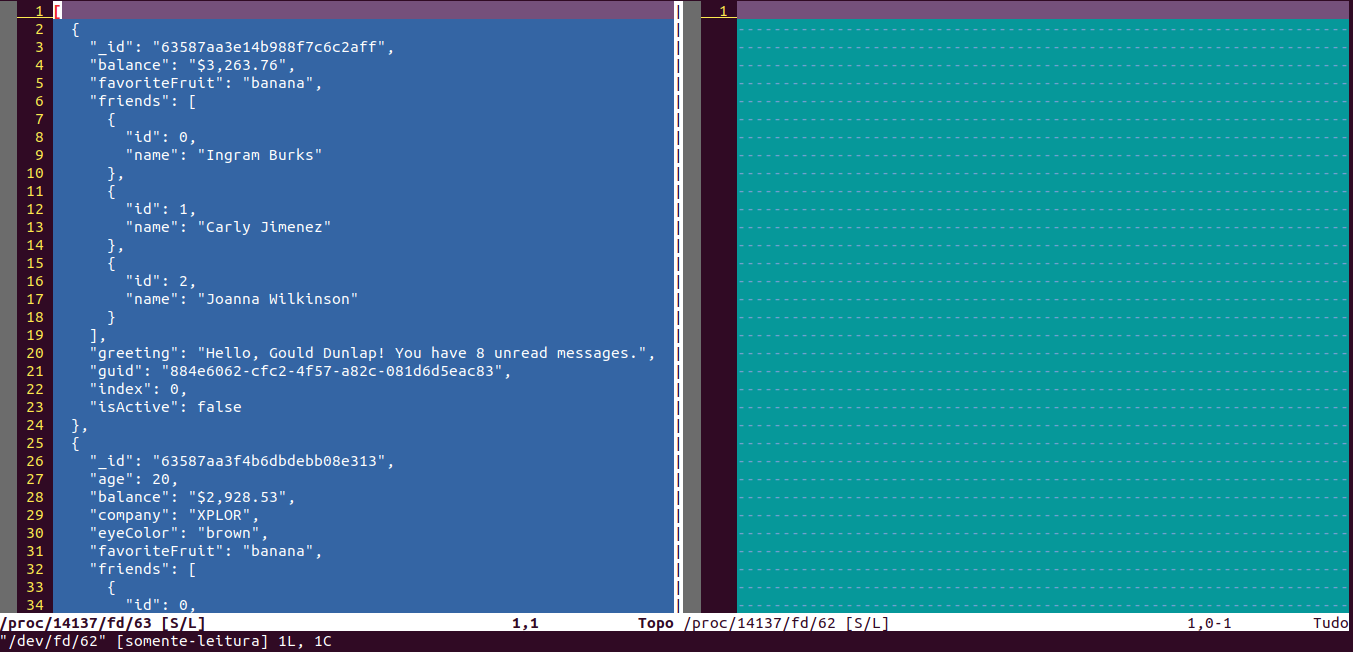 1 [
2   {
3     "_id": "63587aa3e14b988f7c6c2aff",
4     "balance": "$3,263.76",
5     "favoriteFruit": "banana",
6     "friends": [
7       {
8         "id": 0,
9         "name": "Ingram Burks"
10       },
11       {
12         "id": 1,
13         "name": "Carly Jimenez"
14       },
15       {
16         "id": 2,
17         "name": "Joanna Wilkinson"
18       }
19     ],
20     "greeting": "Hello, Gould Dunlap! You have 8 unread messages.",
21     "guid": "884e6062-cfc2-4f57-a82c-081d6d5eac83",
22     "index": 0,
23     "isActive": false
24   },
25   {
26     "_id": "63587aa3f4b6dbdebb08e313",
27     "age": 20,
28     "balance": "$2,928.53",
29     "company": "XPLOR",
30     "eyeColor": "brown",
31     "favoriteFruit": "banana",
32     "friends": [
33       {
34         "id": 0,
/proc/14137/fd/63 [S/L] 1,1 Topo
1
/proc/14137/fd/62 [S/L] 1,0-1 Tudo
"/dev/fd/62" [somente-leitura] 1L, 1C